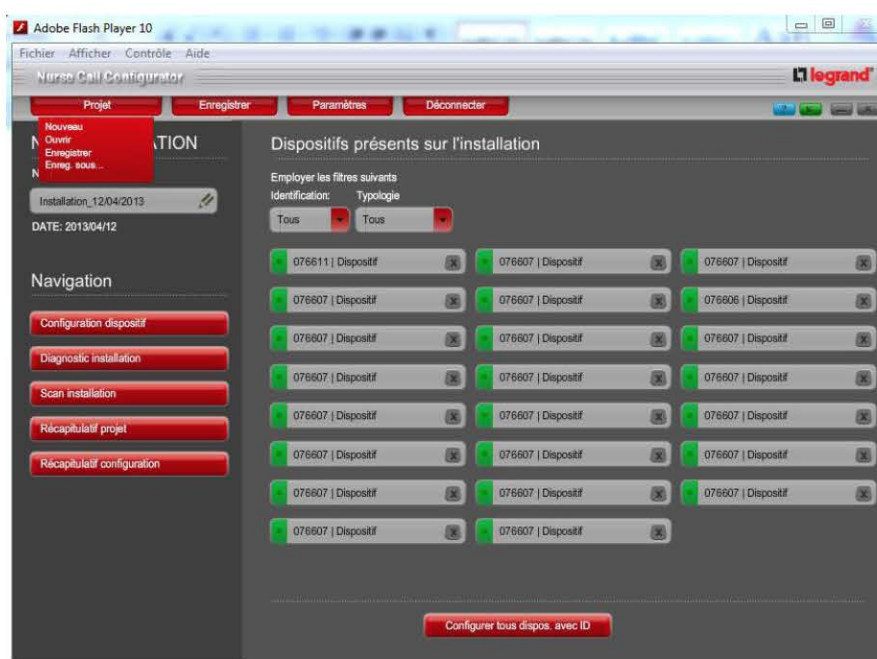 Adobe Flash Player 10
Fichier Afficher Contrôle Aide
Nurse Call Configurator
legrand
Projet Enregistrer Paramètres Déconnecter
Nouveau
Ouvrir
Enregistrer
Enreg. sous...
Installation_12/04/2013
DATE: 2013/04/12
Navigation
Configuration dispositif
Diagnostic installation
Scan installation
Récapitulatif projet
Récapitulatif configuration
Dispositifs présents sur l'installation
Employer les filtres suivants
Identification: Typologie
Tous Tous
076611 | Dispositif 076607 | Dispositif 076607 | Dispositif
076607 | Dispositif 076607 | Dispositif 076606 | Dispositif
076607 | Dispositif 076607 | Dispositif 076607 | Dispositif
076607 | Dispositif 076607 | Dispositif 076607 | Dispositif
076607 | Dispositif 076607 | Dispositif 076607 | Dispositif
076607 | Dispositif 076607 | Dispositif 076607 | Dispositif
076607 | Dispositif 076607 | Dispositif 076607 | Dispositif
076607 | Dispositif 076607 | Dispositif
Configurer tous dispos. avec ID